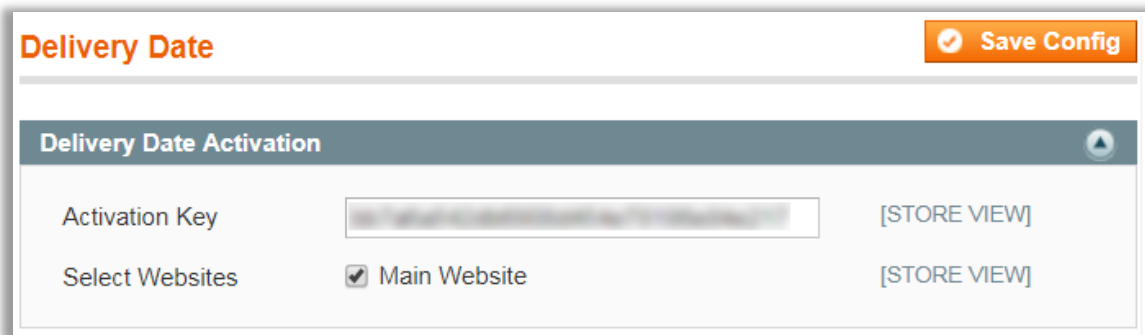 Delivery Date
Save Config
Delivery Date Activation
Activation Key
[STORE VIEW]
Select Websites
Main Website
[STORE VIEW]